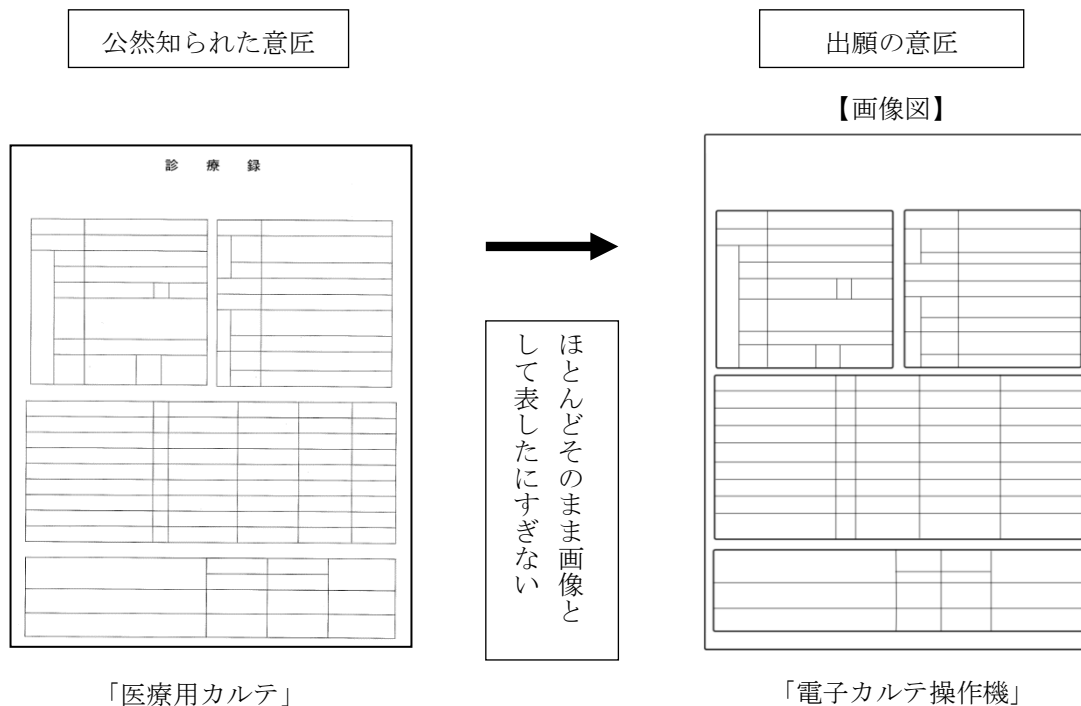 公然知られた意匠
出願の意匠
【画像図】
診 療 録
ほとんどそのまま画像と
して表したにすぎない
「医療用カルテ」
「電子カルテ操作機」